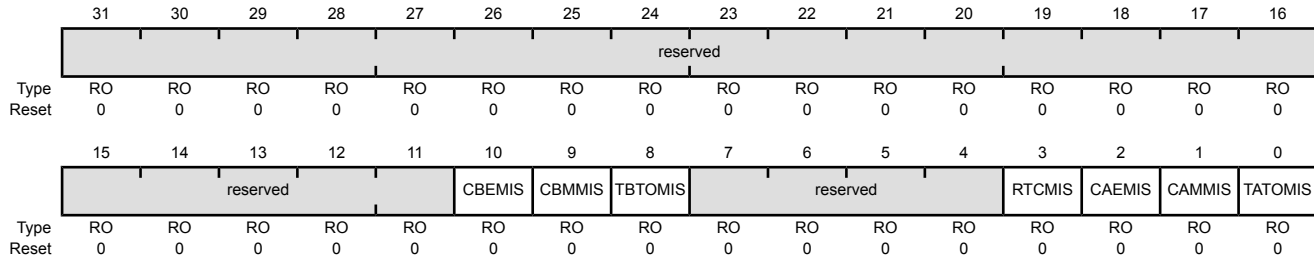 31 30 29 28 27 26 25 24 23 22 21 20 19 18 17 16
reserved
Type RO RO RO RO RO RO RO RO RO RO RO RO RO RO RO RO
Reset 0 0 0 0 0 0 0 0 0 0 0 0 0 0 0 0
15 14 13 12 11 10 9 8 7 6 5 4 3 2 1 0
reserved CBEMIS CBMMIS TBTOMIS reserved RTCMIS CAEMIS CAMMIS TATOMIS
Type RO RO RO RO RO RO RO RO RO RO RO RO RO RO RO RO
Reset 0 0 0 0 0 0 0 0 0 0 0 0 0 0 0 0